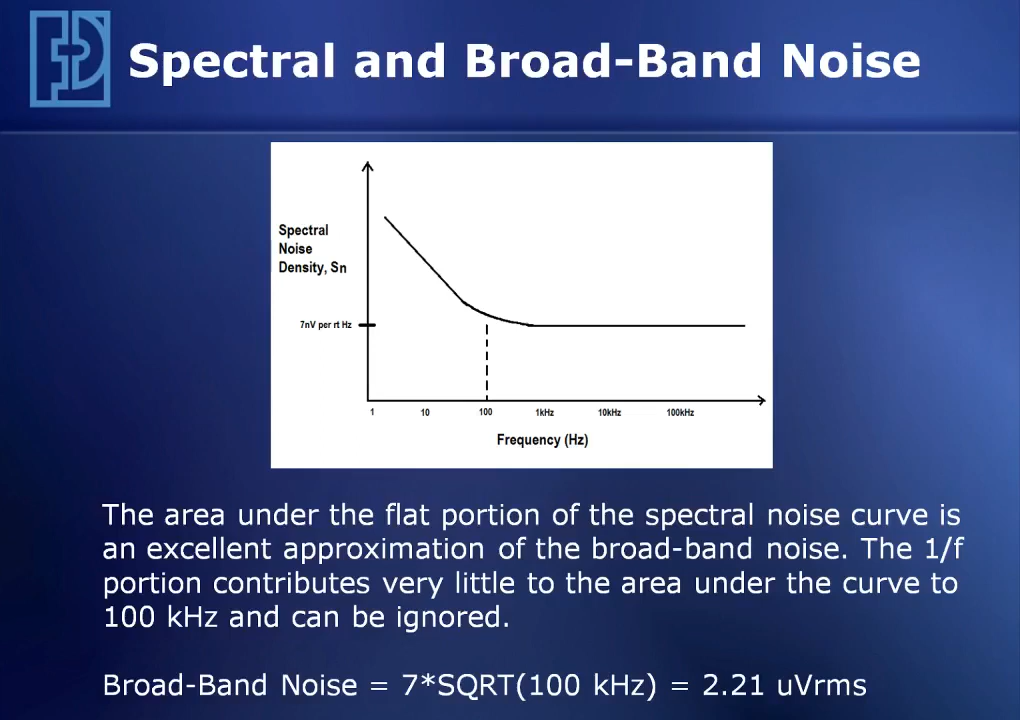 Spectral and Broad-Band Noise
Spectral
Noise
Density, Sn
7nV per rt Hz
1 10 100 1kHz 10kHz 100kHz
Frequency (Hz)
The area under the flat portion of the spectral noise curve is
an excellent approximation of the broad-band noise. The 1/f
portion contributes very little to the area under the curve to
100 kHz and can be ignored.
Broad-Band Noise = 7*SQRT(100 kHz) = 2.21 uVrms